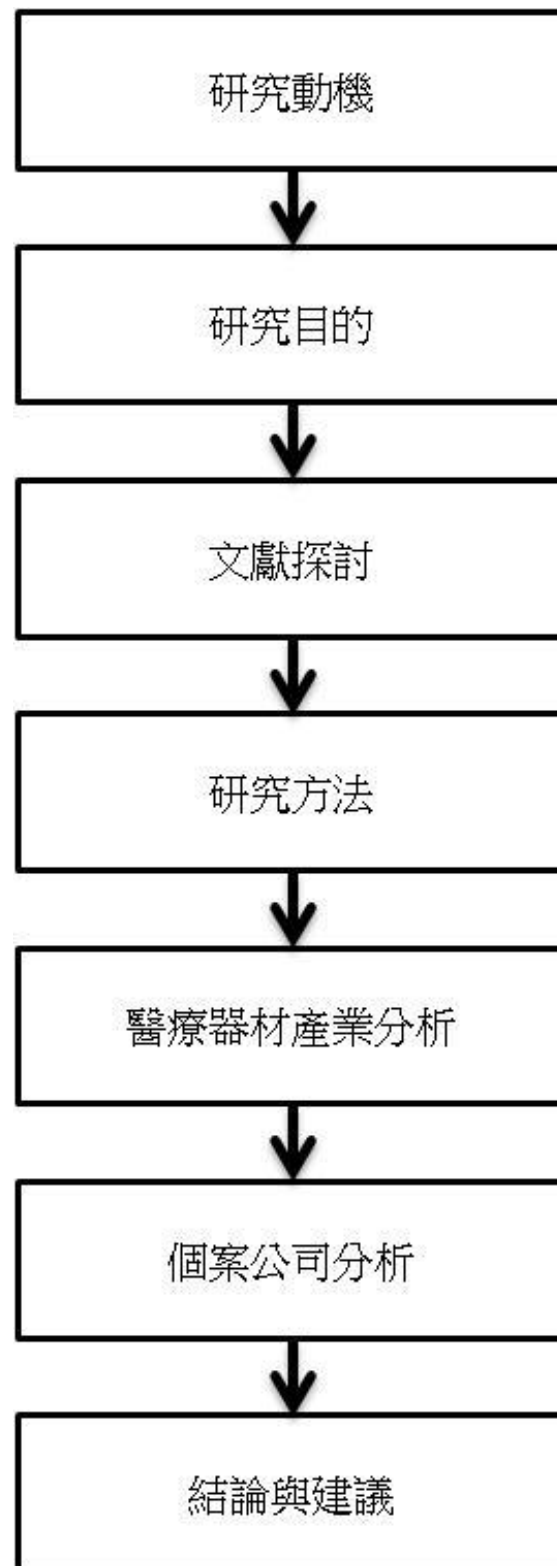 研究動機
研究目的
文獻探討
研究方法
醫療器材產業分析
個案公司分析
結論與建議